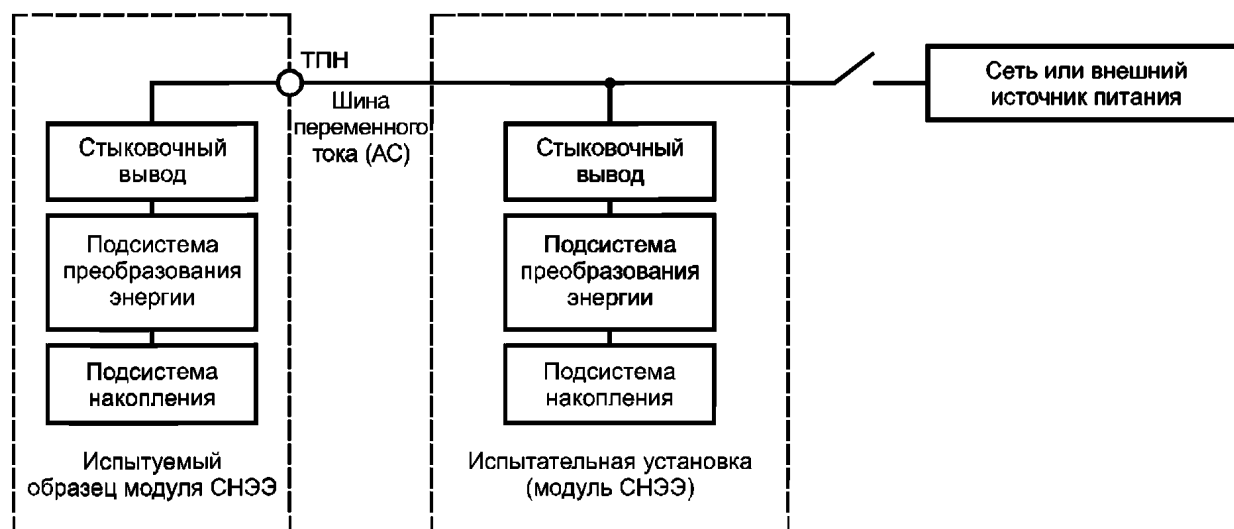 ТПН
Шина
переменного
тока (АС)
Сеть или внешний
источник питания
Стыковочный
вывод
Подсистема
преобразования
энергии
Подсистема
накопления
Испытуемый
образец модуля СНЭЭ
Стыковочный
вывод
Подсистема
преобразования
энергии
Подсистема
накопления
Испытательная установка
(модуль СНЭЭ)